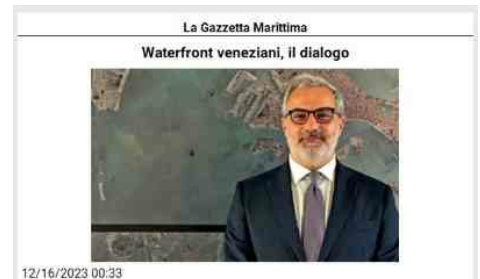 La Gazzetta Marittima
Waterfront veneziani, il dialogo
12/16/2023 00:33